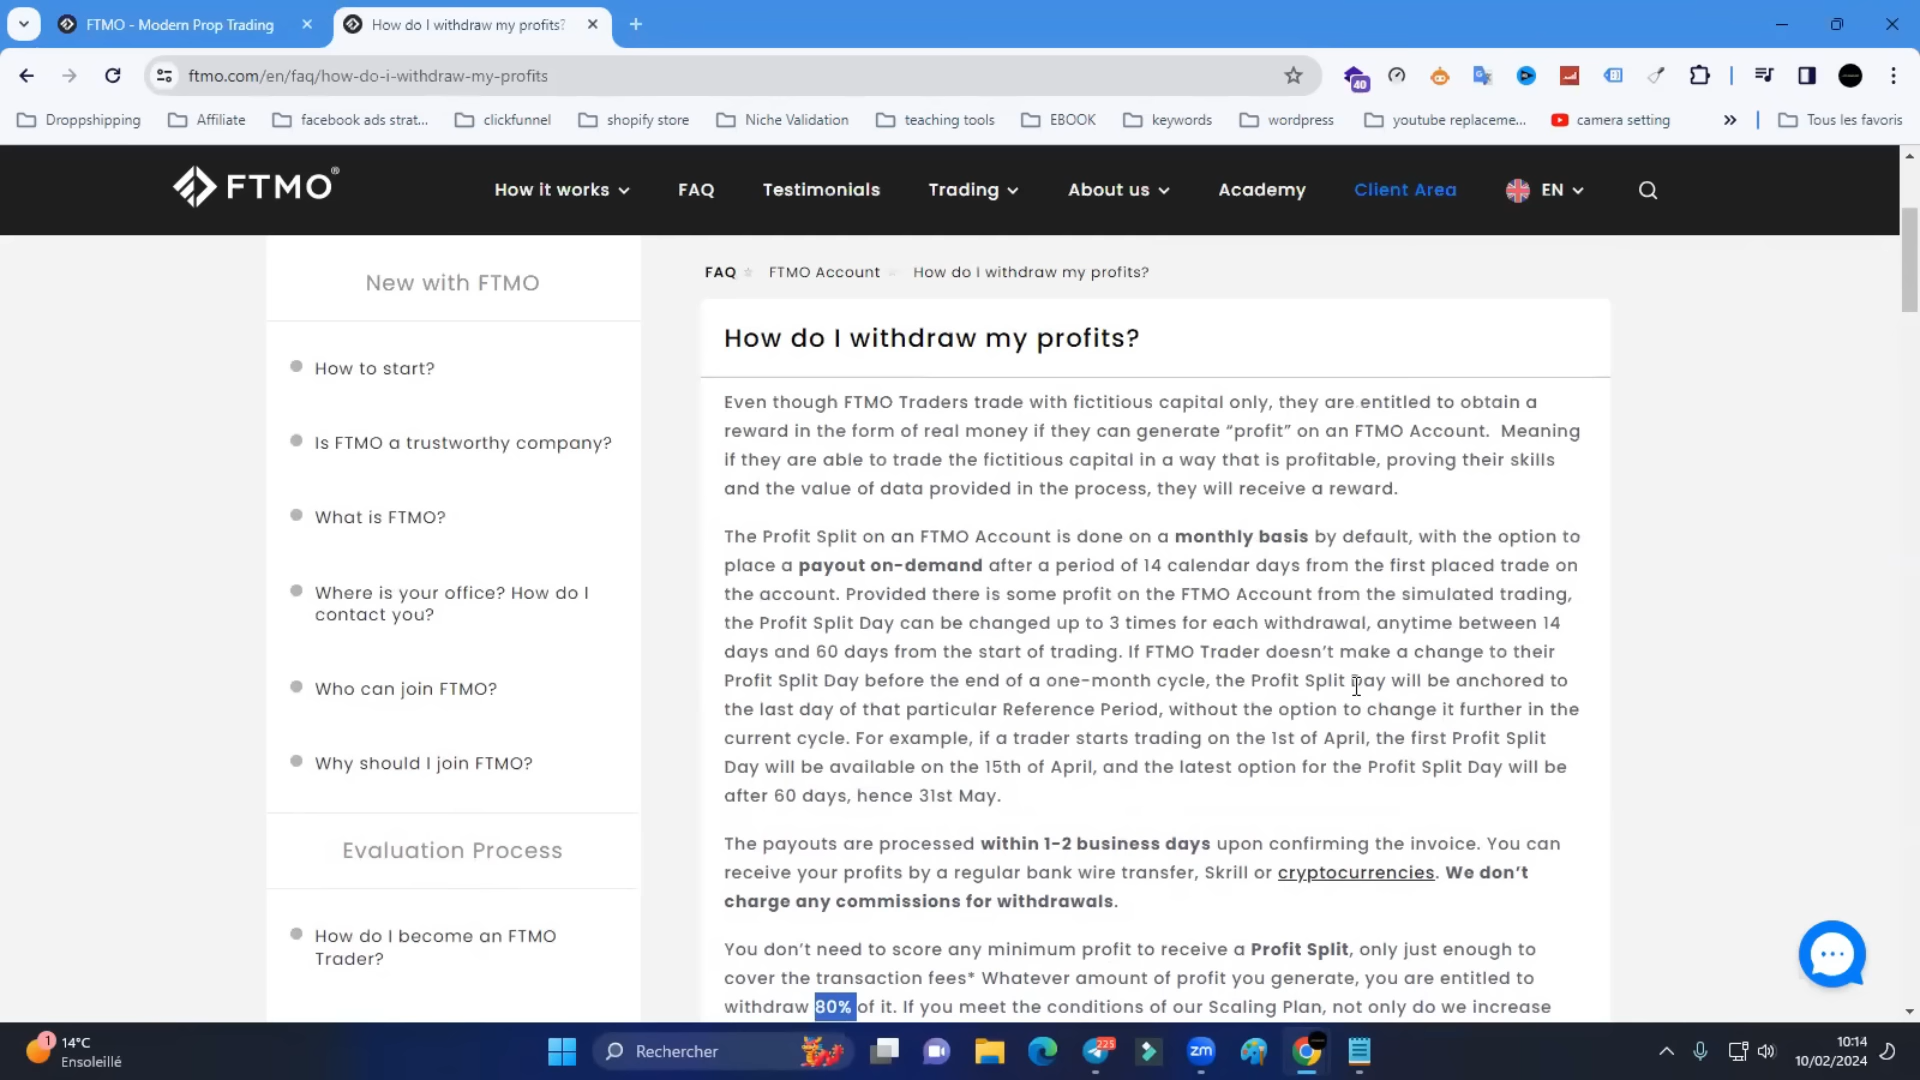 FTMO - Modern Prop Trading
How do I withdraw my profits?
ftmo.com/en/faq/how-do-i-withdraw-my-profits
40
Droppshipping
Affiliate
facebook ads strat...
clickfunnel
shopify store
Niche Validation
teaching tools
EBOOK
keywords
wordpress
youtube replaceme...
camera setting
Tous les favoris
FTMO®
How it works
FAQ
Testimonials
Trading
About us
Academy
Client Area
EN
New with FTMO
How to start?
Is FTMO a trustworthy company?
What is FTMO?
Where is your office? How do I
contact you?
Who can join FTMO?
Why should I join FTMO?
Evaluation Process
How do I become an FTMO
Trader?
FAQ
FTMO Account
How do I withdraw my profits?
How do I withdraw my profits?
Even though FTMO Traders trade with fictitious capital only, they are entitled to obtain a
reward in the form of real money if they can generate “profit” on an FTMO Account. Meaning
if they are able to trade the fictitious capital in a way that is profitable, proving their skills
and the value of data provided in the process, they will receive a reward.
The Profit Split on an FTMO Account is done on a monthly basis by default, with the option to
place a payout on-demand after a period of 14 calendar days from the first placed trade on
the account. Provided there is some profit on the FTMO Account from the simulated trading,
the Profit Split Day can be changed up to 3 times for each withdrawal, anytime between 14
days and 60 days from the start of trading. If FTMO Trader doesn’t make a change to their
Profit Split Day before the end of a one-month cycle, the Profit Split Day will be anchored to
the last day of that particular Reference Period, without the option to change it further in the
current cycle. For example, if a trader starts trading on the 1st of April, the first Profit Split
Day will be available on the 15th of April, and the latest option for the Profit Split Day will be
after 60 days, hence 31st May.
The payouts are processed within 1-2 business days upon confirming the invoice. You can
receive your profits by a regular bank wire transfer, Skrill or cryptocurrencies. We don’t
charge any commissions for withdrawals.
You don’t need to score any minimum profit to receive a Profit Split, only just enough to
cover the transaction fees* Whatever amount of profit you generate, you are entitled to
withdraw 80% of it. If you meet the conditions of our Scaling Plan, not only do we increase
1
14°C
Ensoleillé
Rechercher
225
zm
10:14
10/02/2024